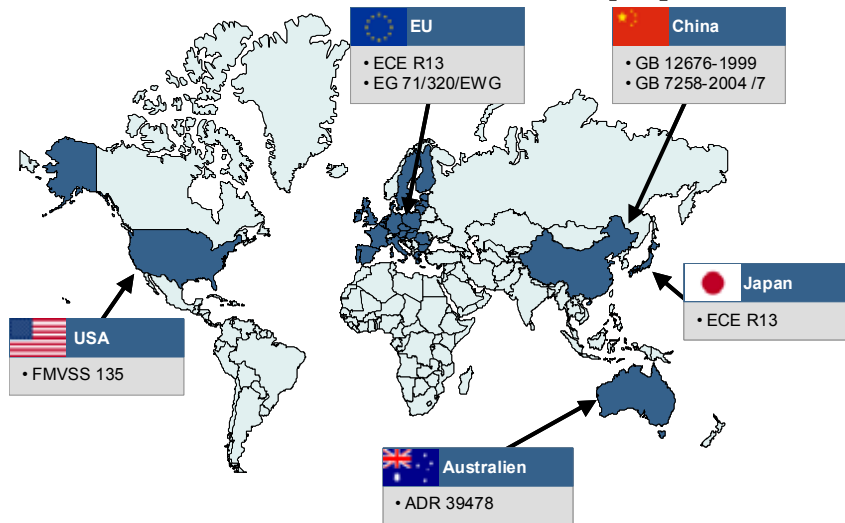 EU
• ECE R13
• EG 71/320/EWG
China
• GB 12676-1999
• GB 7258-2004 /7
Japan
• ECE R13
USA
• FMVSS 135
Australien
• ADR 39478